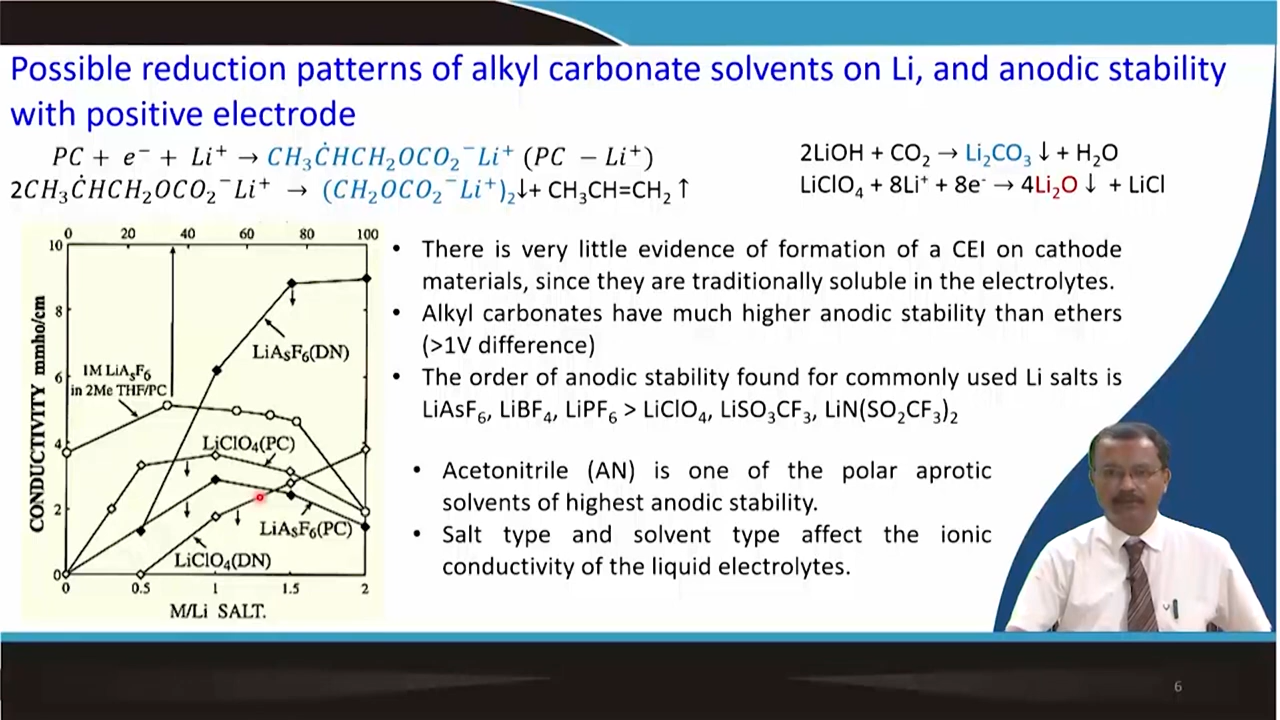 Possible reduction patterns of alkyl carbonate solvents on Li, and anodic stability
with positive electrode
PC + e⁻ + Li⁺ → CH₃ĊHCH₂OCO₂⁻Li⁺ (PC − Li⁺)
2CH₃ĊHCH₂OCO₂⁻Li⁺ → (CH₂OCO₂⁻Li⁺)₂↓+ CH₃CH=CH₂ ↑
2LiOH + CO₂ → Li₂CO₃ ↓ + H₂O
LiClO₄ + 8Li⁺ + 8e⁻ → 4Li₂O ↓ + LiCl
0 20 40 60 80 100
10
8
6
4
2
0
CONDUCTIVITY mmho/cm
LiAsF₆(DN)
1M LiAsF₆
in 2Me THF/PC
LiClO₄(PC)
LiAsF₆(PC)
LiClO₄(DN)
0 0.5 1 1.5 2
M/Li SALT.
• There is very little evidence of formation of a CEI on cathode
materials, since they are traditionally soluble in the electrolytes.
• Alkyl carbonates have much higher anodic stability than ethers
(>1V difference)
• The order of anodic stability found for commonly used Li salts is
LiAsF₆, LiBF₄, LiPF₆ > LiClO₄, LiSO₃CF₃, LiN(SO₂CF₃)₂
• Acetonitrile (AN) is one of the polar aprotic
solvents of highest anodic stability.
• Salt type and solvent type affect the ionic
conductivity of the liquid electrolytes.
6